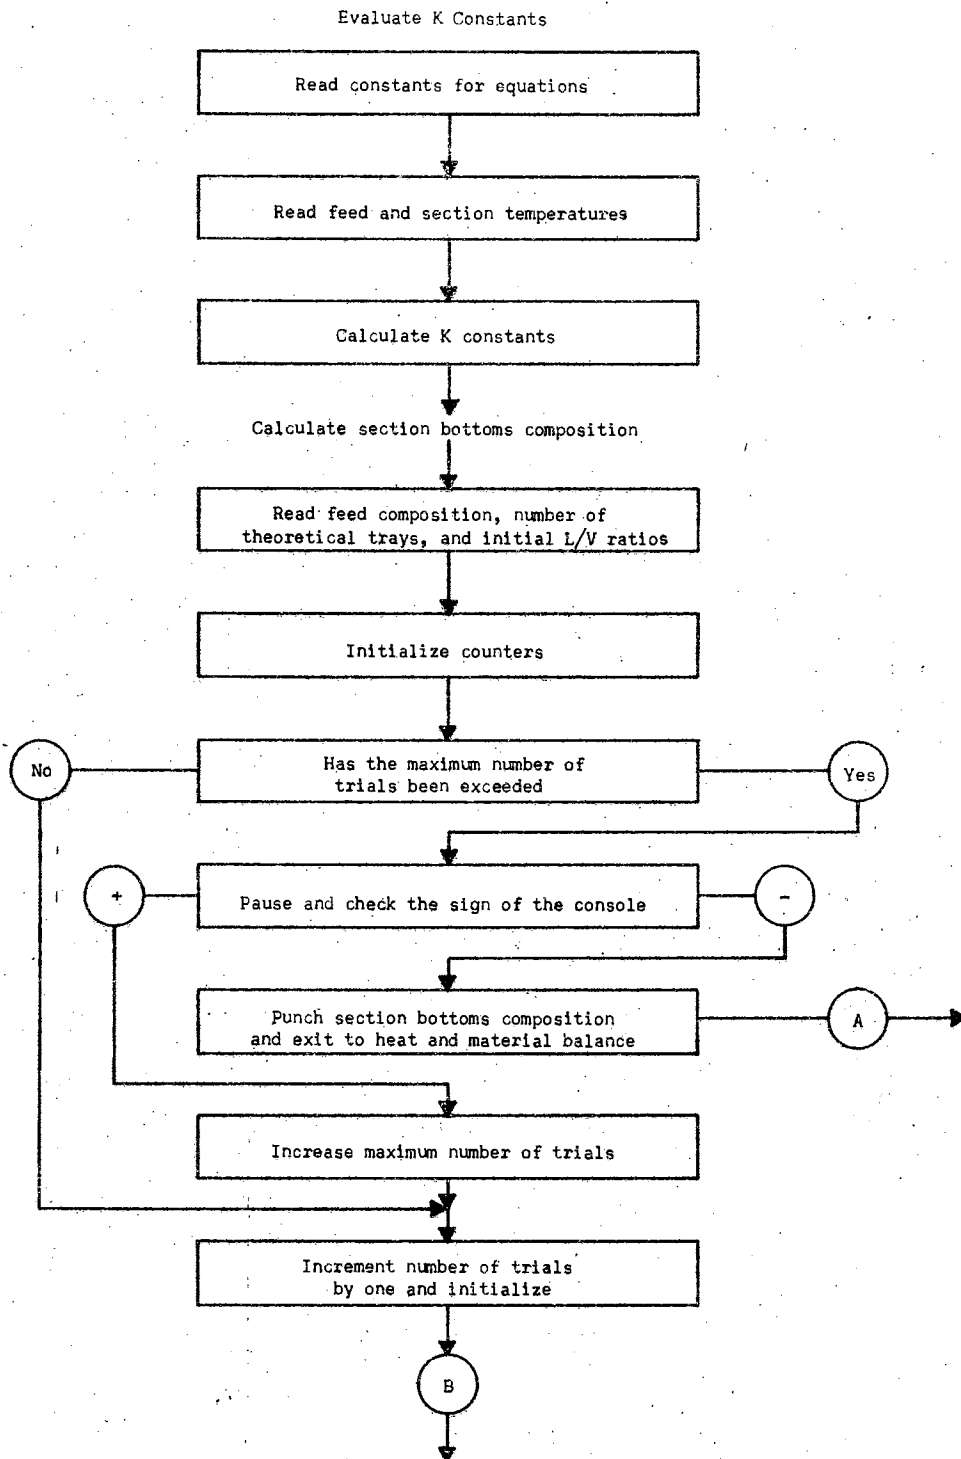 Evaluate K Constants
Read constants for equations
Read feed and section temperatures
Calculate K constants
Calculate section bottoms composition
Read feed composition, number of
theoretical trays, and initial L/V ratios
Initialize counters
No
Has the maximum number of
trials been exceeded
Yes
+
Pause and check the sign of the console
-
Punch section bottoms composition
and exit to heat and material balance
A
Increase maximum number of trials
Increment number of trials
by one and initialize
B